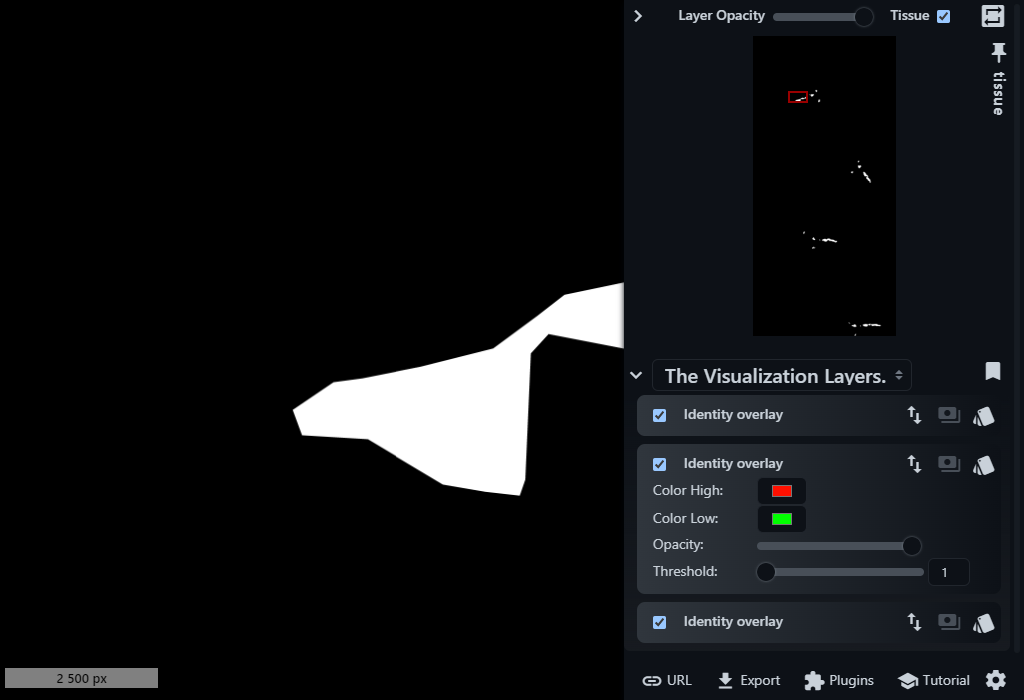 Layer Opacity
Tissue
tissue
The Visualization Layers.
Identity overlay
Identity overlay
Color High:
Color Low:
Opacity:
Threshold:
1
Identity overlay
2 500 px
URL
Export
Plugins
Tutorial